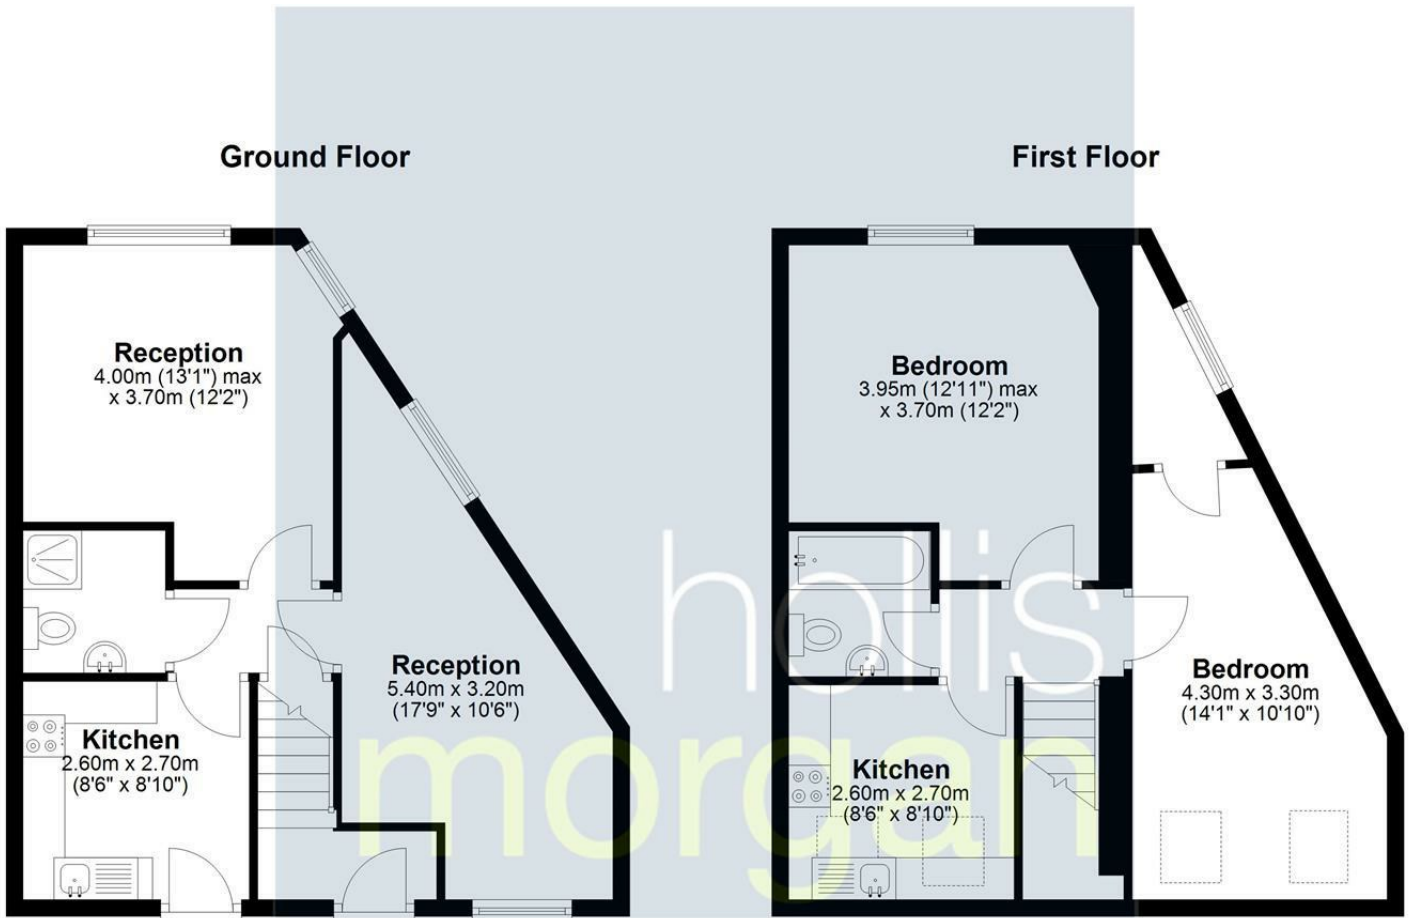 Ground Floor
First Floor
Reception
4.00m (13'1") max
x 3.70m (12'2")
Bedroom
3.95m (12'11") max
x 3.70m (12'2")
Reception
5.40m x 3.20m
(17'9" x 10'6")
Bedroom
4.30m x 3.30m
(14'1" x 10'10")
Kitchen
2.60m x 2.70m
(8'6" x 8'10")
Kitchen
2.60m x 2.70m
(8'6" x 8'10")
hollis
morgan